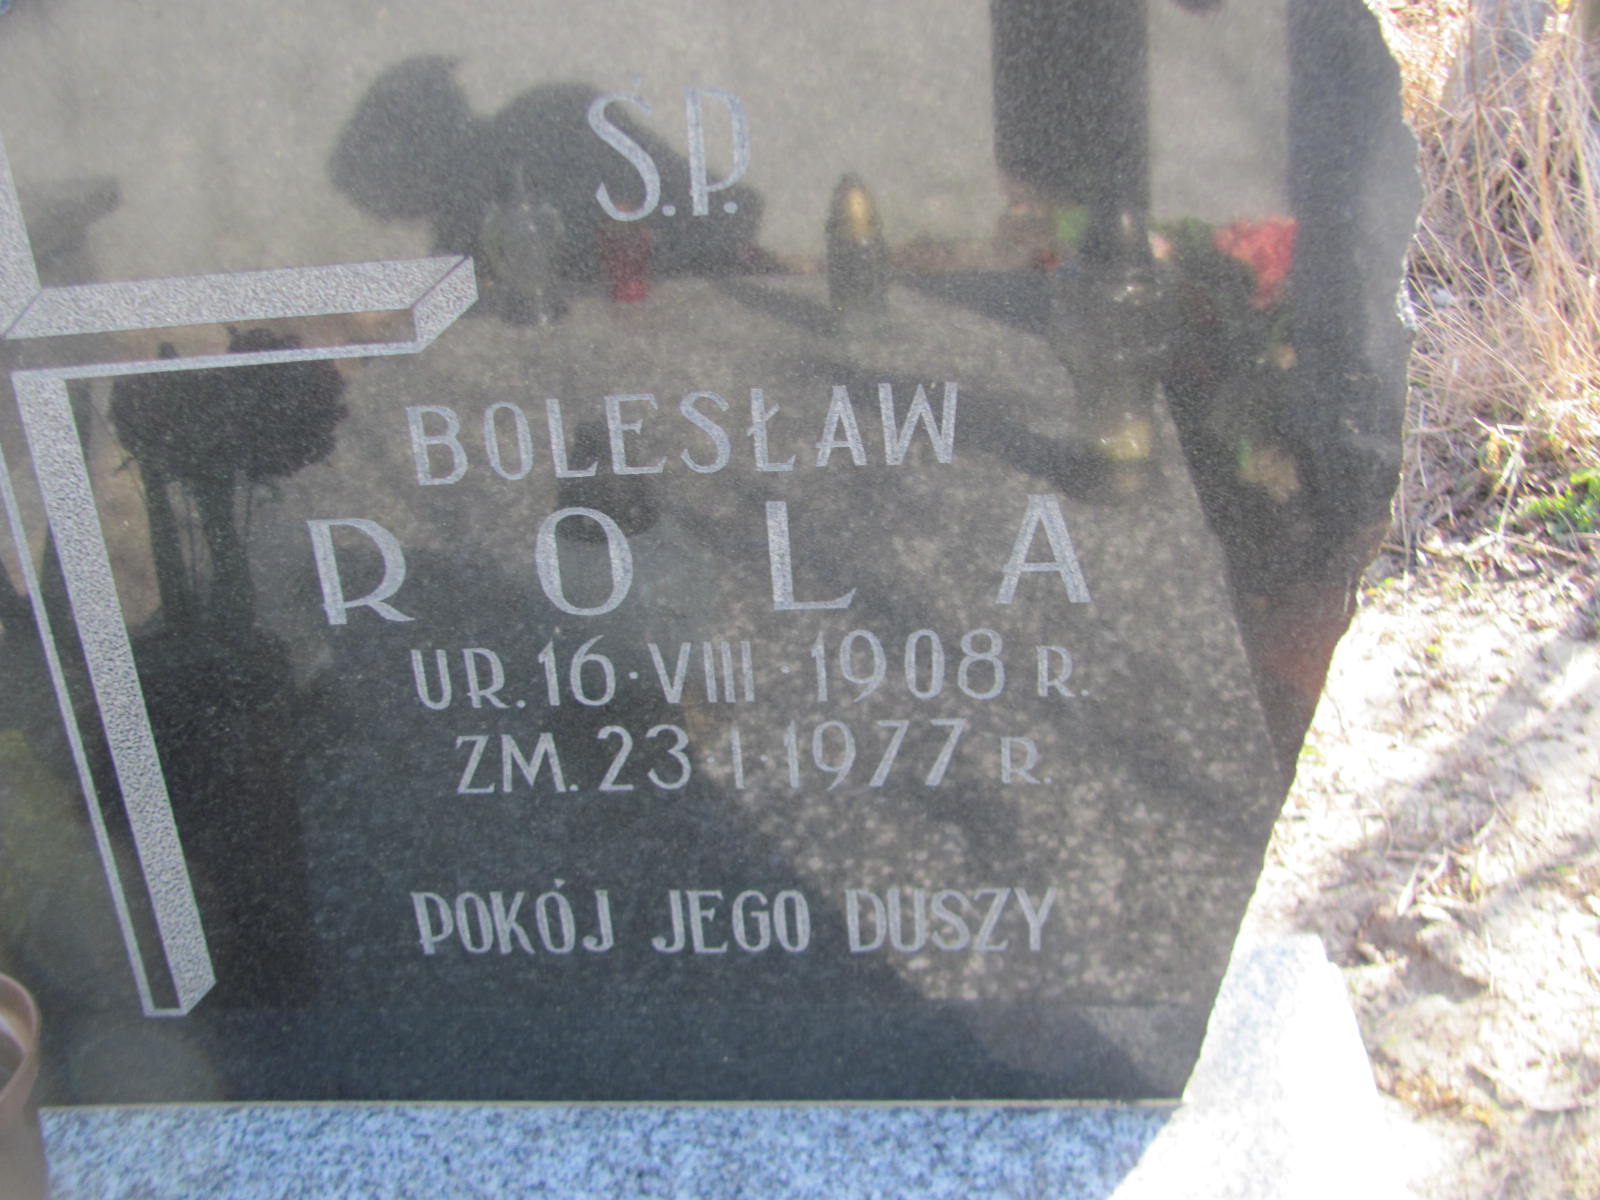 Ś.P.
BOLESŁAW
ROLA
UR. 16·VIII·1908 R.
ZM. 23·I·1977 R.
POKÓJ JEGO DUSZY